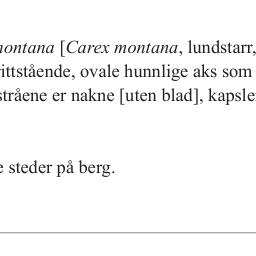 montana [Carex montana, lundstarr,
ittstående, ovale hunnlige aks som
stråene er nakne [uten blad], kapsle
e steder på berg.